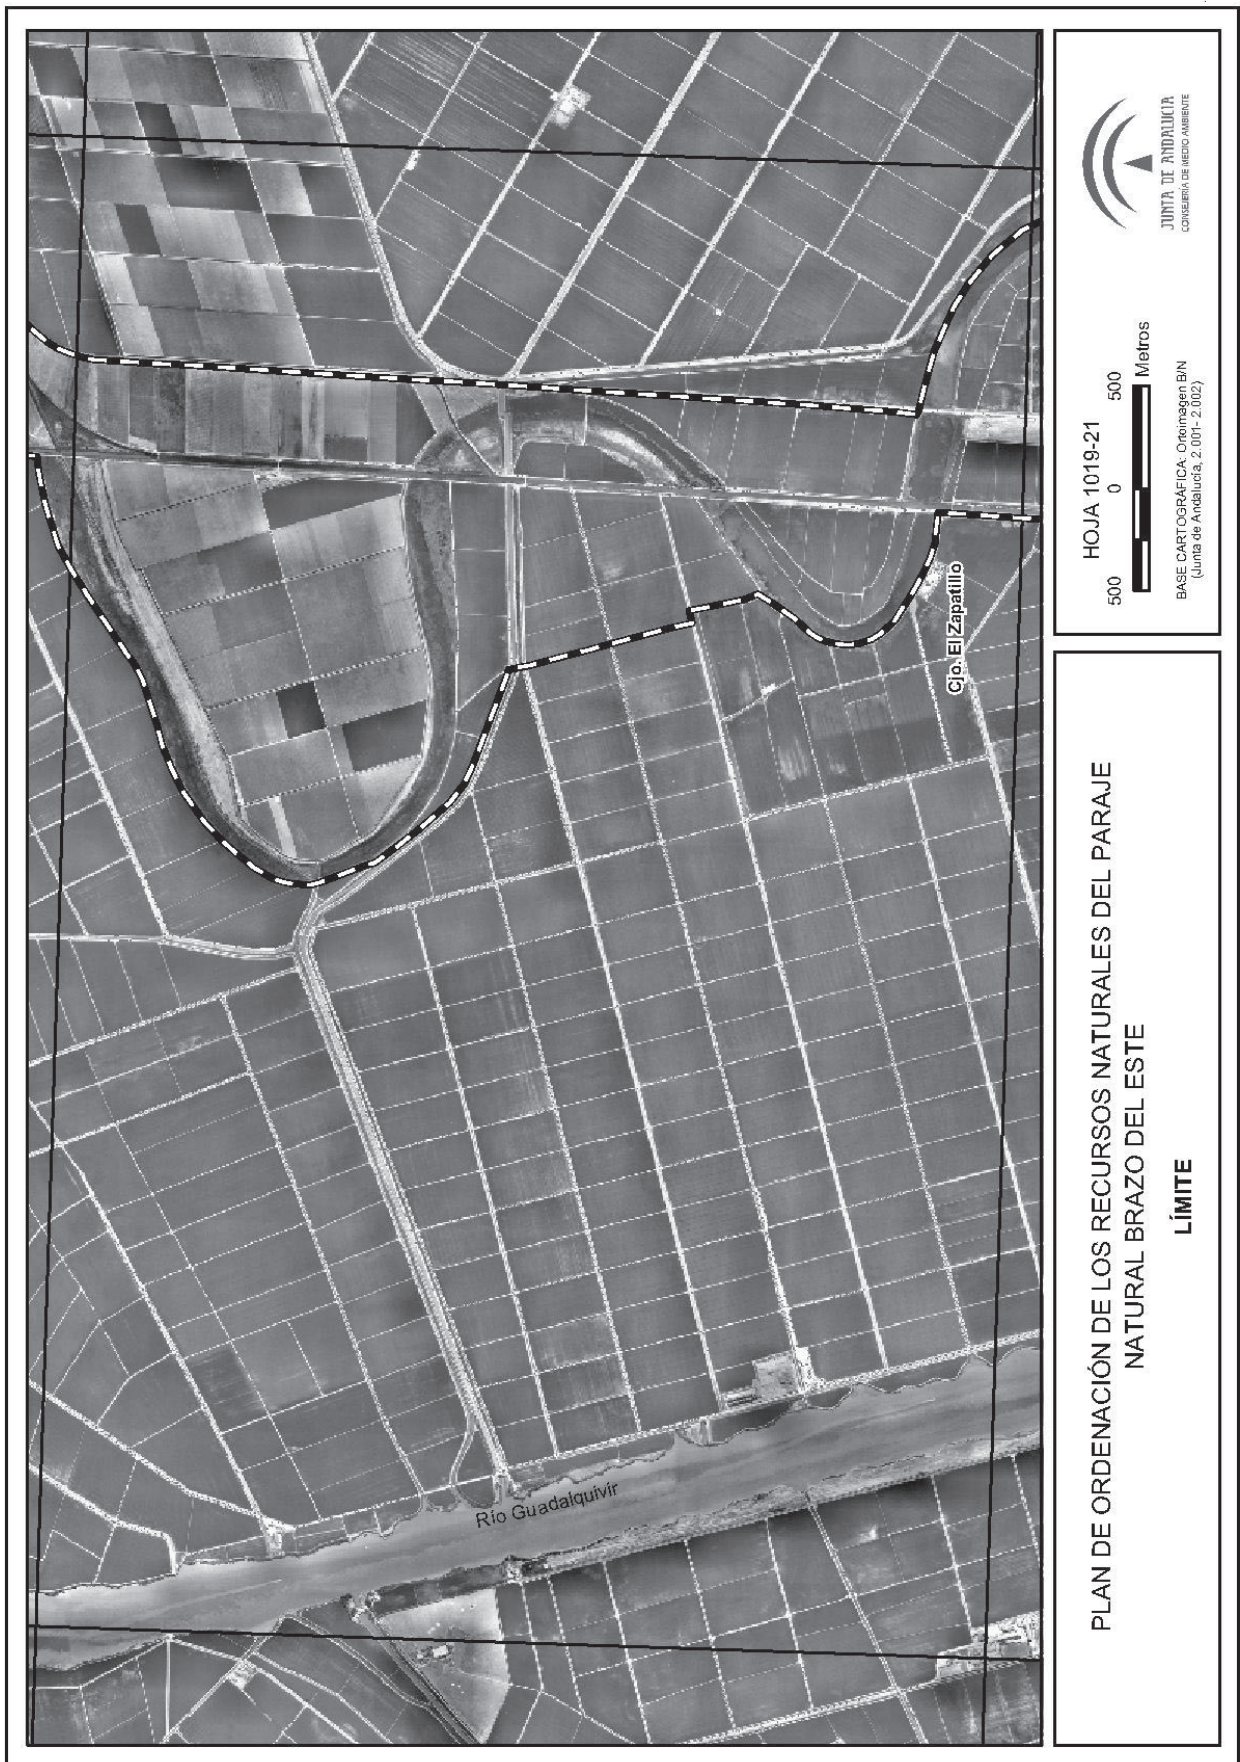 Río Guadalquivir
Cjo. El Zapatillo
PLAN DE ORDENACIÓN DE LOS RECURSOS NATURALES DEL PARAJE
NATURAL BRAZO DEL ESTE
LÍMITE
HOJA 1019-21
500 0 500
Metros
BASE CARTOGRÁFICA: Ortoimagen B/N
(Junta de Andalucía, 2.001- 2.002)
JUNTA DE ANDALUCIA
CONSEJERÍA DE MEDIO AMBIENTE